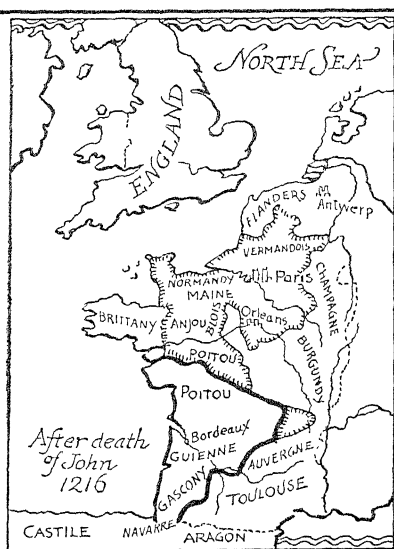 NORTH SEA
ENGLAND
FLANDERS
Antwerp
VERMANDOIS
NORMANDY
Paris
MAINE
CHAMPAGNE
BRITTANY
ANJOU
BLOIS
Orleans
POITOU
BURGUNDY
POITOU
Bordeaux
GUIENNE
After death
of John
1216
AUVERGNE
GASCONY
TOULOUSE
CASTILE
NAVARRE
ARAGON